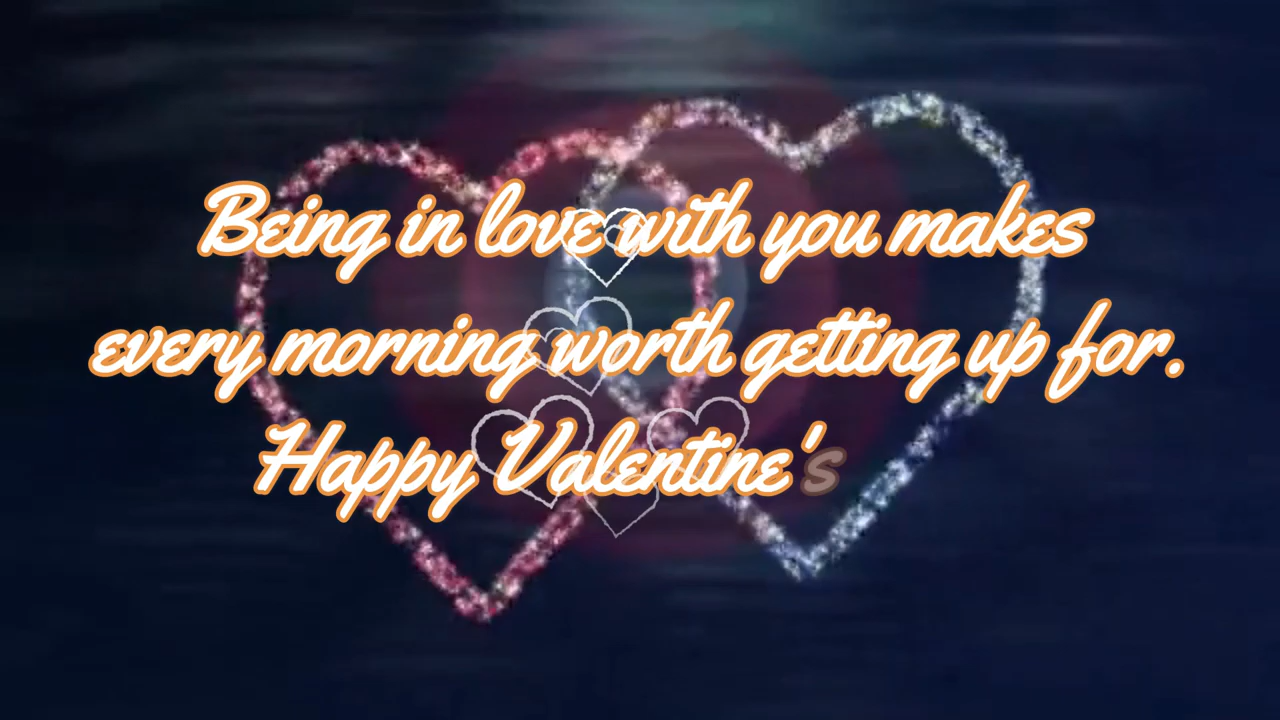 Being in love with you makes
every morning worth getting up for.
Happy Valentine's